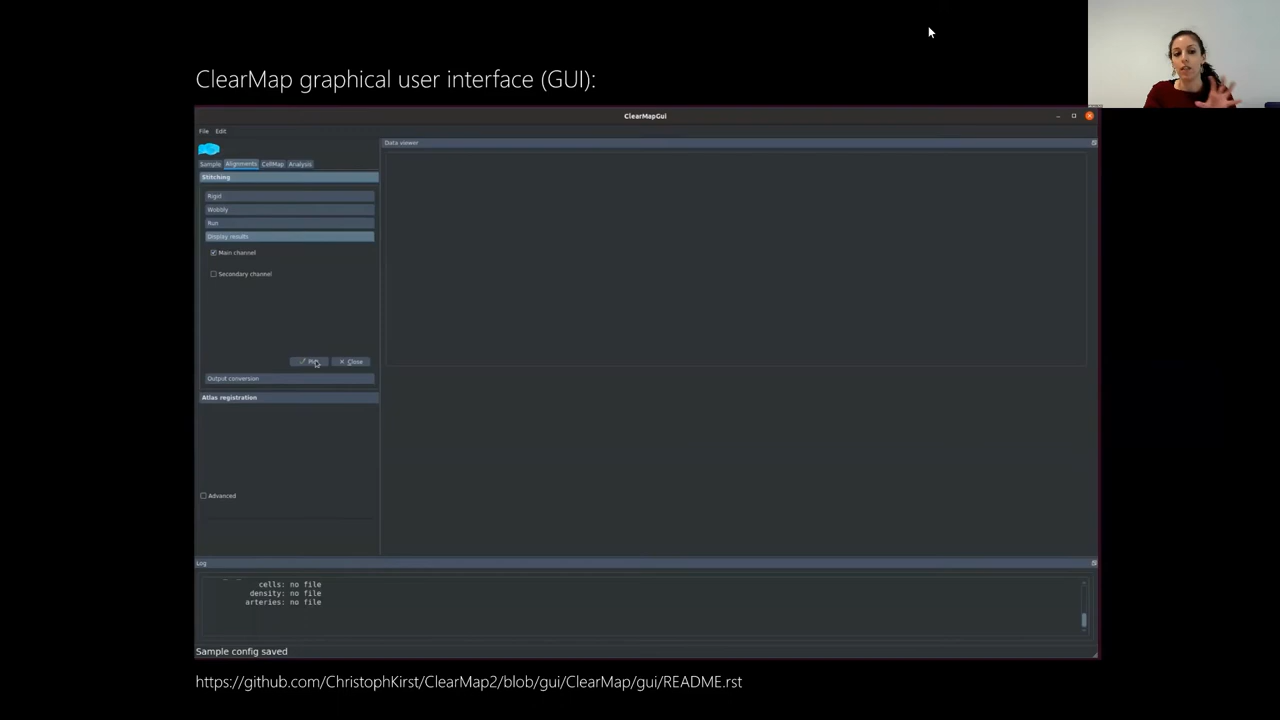 ClearMap graphical user interface (GUI):
ClearMapGui
File Edit
Data viewer
Sample Alignments CellMap Analysis
Stitching
Rigid
Wobbly
Run
Display results
Main channel
Secondary channel
Close
Output conversion
Atlas registration
Advanced
Log
cells: no file
density: no file
arteries: no file
Sample config saved
https://github.com/ChristophKirst/ClearMap2/blob/gui/ClearMap/gui/README.rst